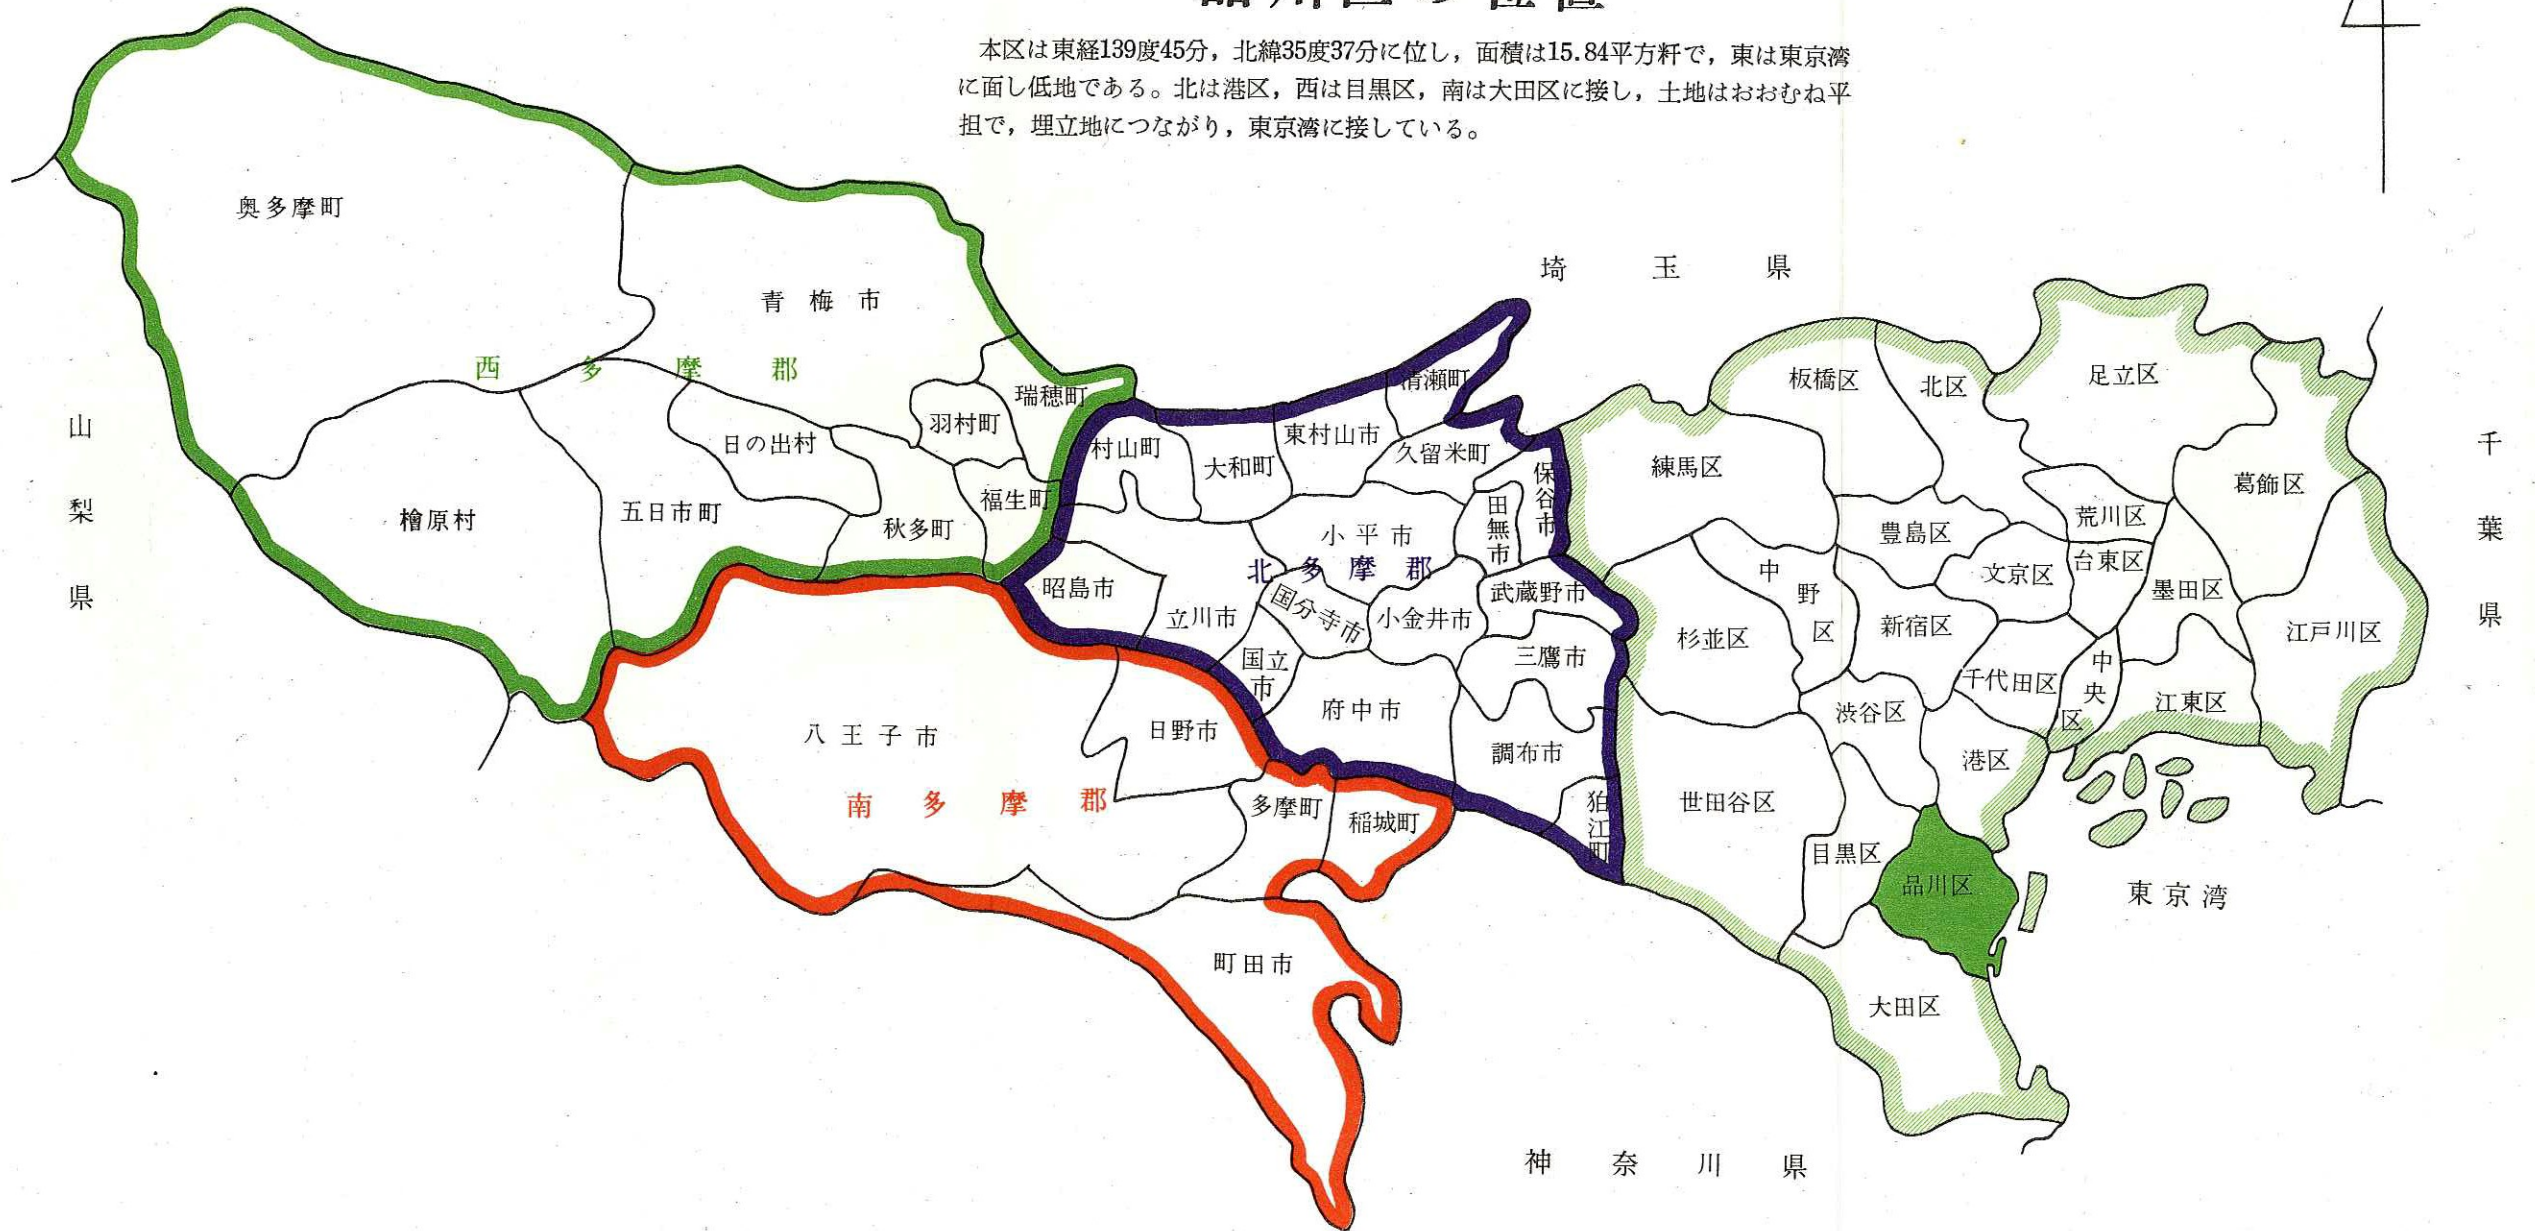 品川区の位置
本区は東経139度45分，北緯35度37分に位し，面積は15.84平方粁で，東は東京湾
に面し低地である。北は港区，西は目黒区，南は大田区に接し，土地はおおむね平
担で，埋立地につながり，東京湾に接している。
奥多摩町
青梅市
埼玉県
西多摩郡
山梨県
千葉県
瑞穂町
羽村町
日の出村
檜原村
五日市町
秋多町
福生町
村山町
大和町
東村山市
清瀬町
久留米町
保谷市
田無市
小平市
北多摩郡
昭島市
立川市
国分寺市
小金井市
武蔵野市
国立市
三鷹市
府中市
調布市
狛江町
八王子市
日野市
南多摩郡
多摩町
稲城町
町田市
板橋区
北区
足立区
練馬区
葛飾区
荒川区
豊島区
文京区
台東区
中野区
墨田区
杉並区
新宿区
江戸川区
千代田区
中央区
渋谷区
江東区
港区
世田谷区
目黒区
品川区
東京湾
大田区
神奈川県